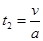 t₂ = v/a